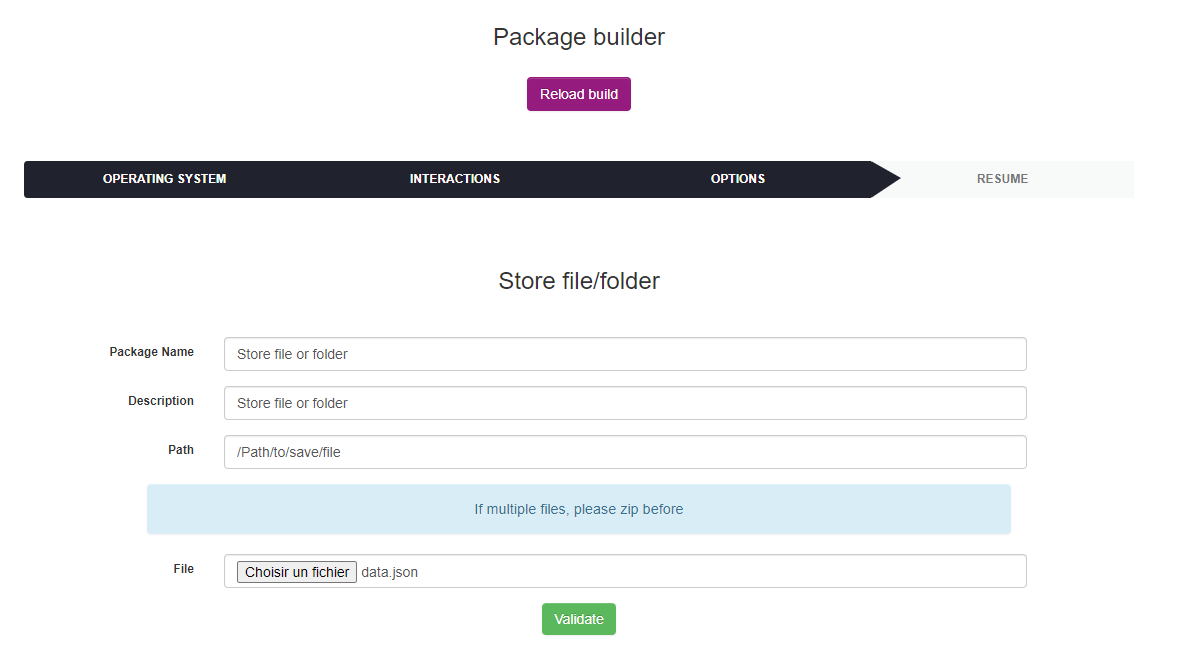 Package builder
Reload build
OPERATING SYSTEM INTERACTIONS OPTIONS RESUME
Store file/folder
Package Name Store file or folder
Description Store file or folder
Path /Path/to/save/file
If multiple files, please zip before
File Choisir un fichier data.json
Validate